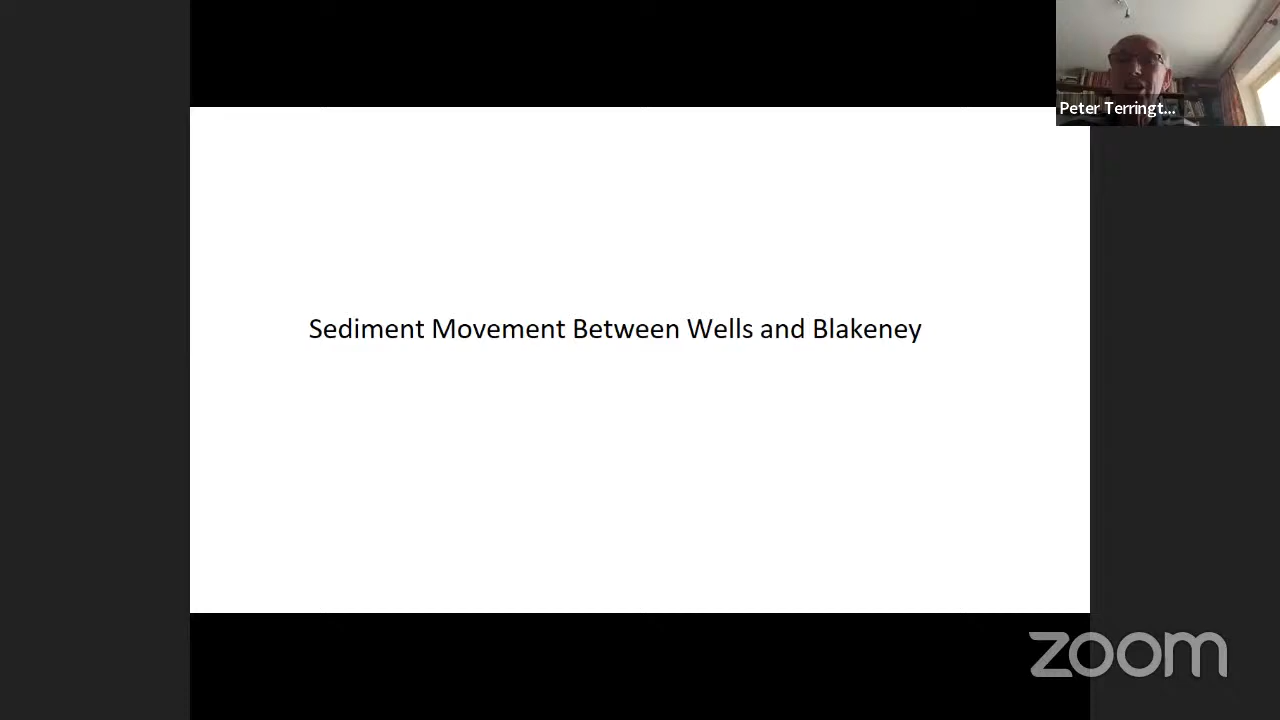 Peter Terringt...
Sediment Movement Between Wells and Blakeney
zoom